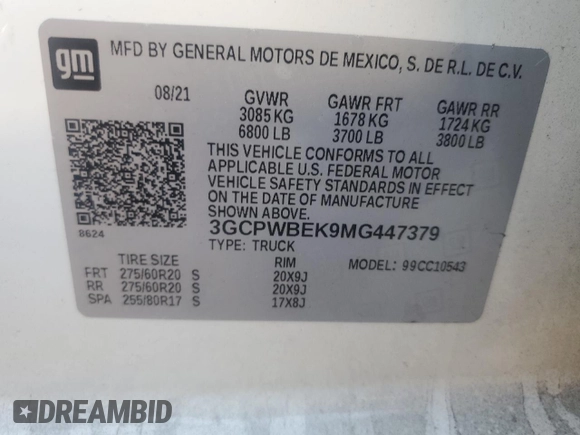 gm
MFD BY GENERAL MOTORS DE MEXICO, S. DE R.L. DE C.V.
08/21 GVWR GAWR FRT GAWR RR
3085 KG 1678 KG 1724 KG
6800 LB 3700 LB 3800 LB
THIS VEHICLE CONFORMS TO ALL
APPLICABLE U.S. FEDERAL MOTOR
VEHICLE SAFETY STANDARDS IN EFFECT
ON THE DATE OF MANUFACTURE
SHOWN ABOVE.
8624
3GCPWBEK9MG447379
TYPE: TRUCK
TIRE SIZE RIM MODEL: 99CC10543
FRT 275/60R20 S 20X9J
RR 275/60R20 S 20X9J
SPA 255/80R17 S 17X8J
DREAMBID